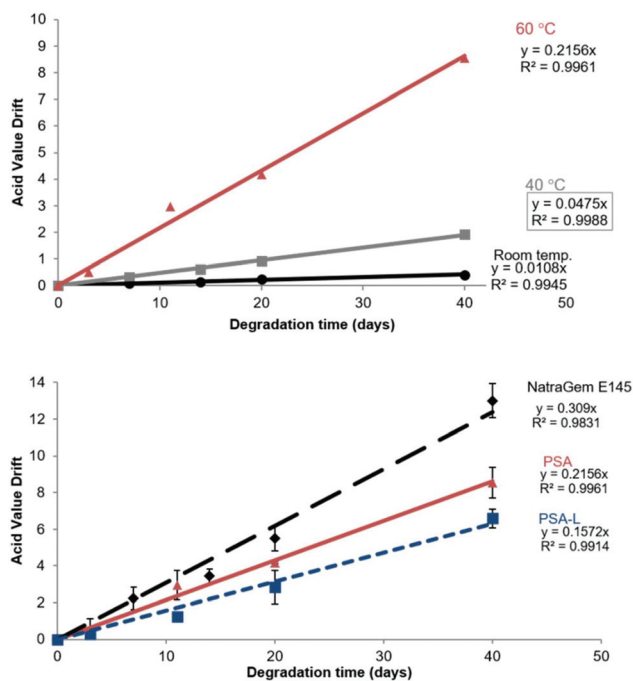 10
9
8
7
6
5
4
3
2
1
0
Acid Value Drift
60 °C
y = 0.2156x
R² = 0.9961
40 °C
y = 0.0475x
R² = 0.9988
Room temp.
y = 0.0108x
R² = 0.9945
0 10 20 30 40 50
Degradation time (days)
14
12
10
8
6
4
2
0
Acid Value Drift
NatraGem E145
y = 0.309x
R² = 0.9831
PSA
y = 0.2156x
R² = 0.9961
PSA-L
y = 0.1572x
R² = 0.9914
0 10 20 30 40 50
Degradation time (days)